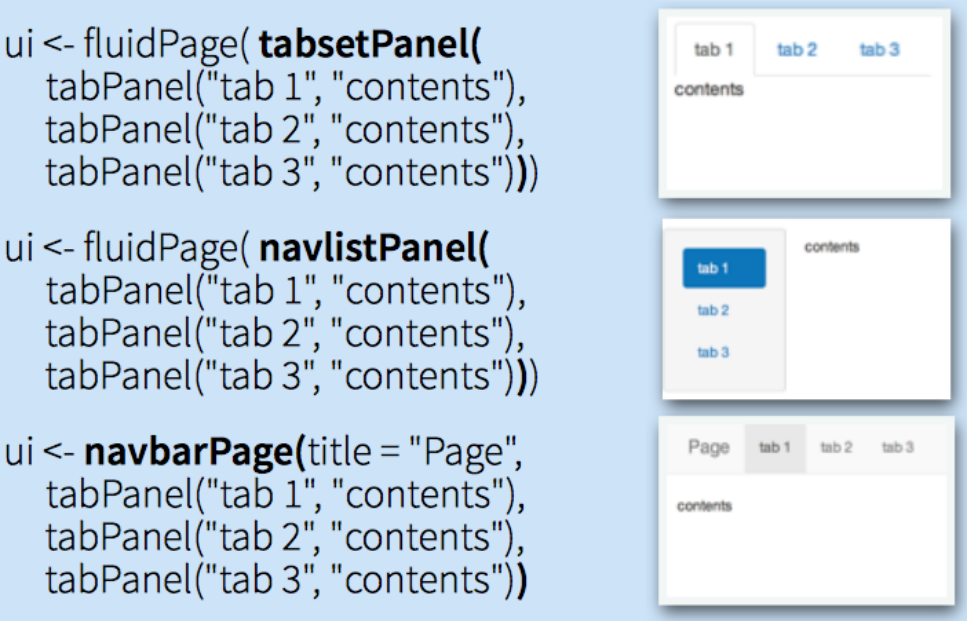 ui <- fluidPage( tabsetPanel(
tabPanel("tab 1", "contents"),
tabPanel("tab 2", "contents"),
tabPanel("tab 3", "contents")))
tab 1 tab 2 tab 3
contents
ui <- fluidPage( navlistPanel(
tabPanel("tab 1", "contents"),
tabPanel("tab 2", "contents"),
tabPanel("tab 3", "contents")))
tab 1
tab 2
tab 3
contents
ui <- navbarPage(title = "Page",
tabPanel("tab 1", "contents"),
tabPanel("tab 2", "contents"),
tabPanel("tab 3", "contents"))
Page tab 1 tab 2 tab 3
contents